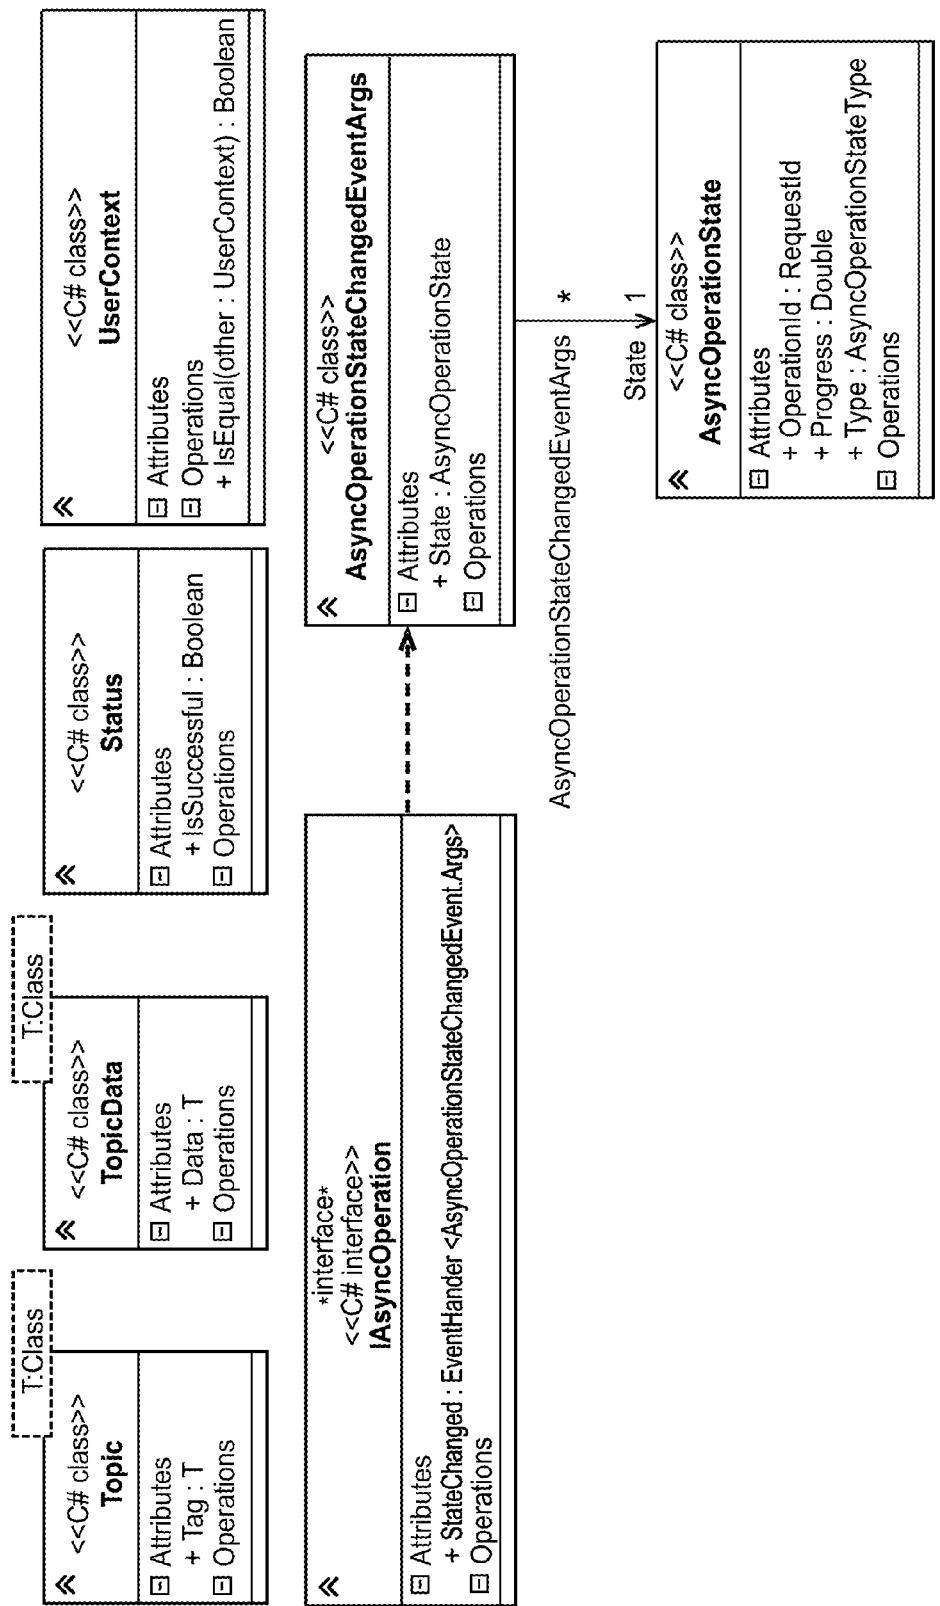 T:Class
<<C# class>>
Topic
Attributes
+ Tag : T
Operations
T:Class
<<C# class>>
TopicData
Attributes
+ Data : T
Operations
<<C# class>>
Status
Attributes
+ IsSuccessful : Boolean
Operations
<<C# class>>
UserContext
Attributes
Operations
+ IsEqual(other : UserContext) : Boolean
*interface*
<<C# interface>>
IAsyncOperation
Attributes
+ StateChanged : EventHander <AsyncOperationStateChangedEvent.Args>
Operations
<<C# class>>
AsyncOperationStateChangedEventArgs
Attributes
+ State : AsyncOperationState
Operations
AsyncOperationStateChangedEventArgs *
State 1
<<C# class>>
AsyncOperationState
Attributes
+ OperationId : RequestId
+ Progress : Double
+ Type : AsyncOperationStateType
Operations